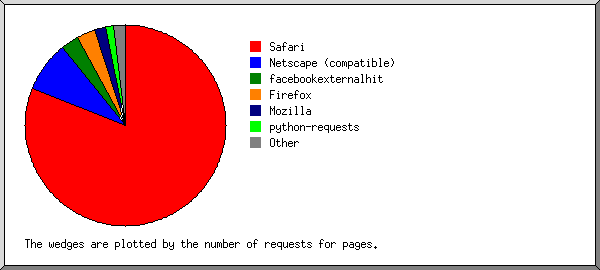 Safari
Netscape (compatible)
facebookexternalhit
Firefox
Mozilla
python-requests
Other
The wedges are plotted by the number of requests for pages.